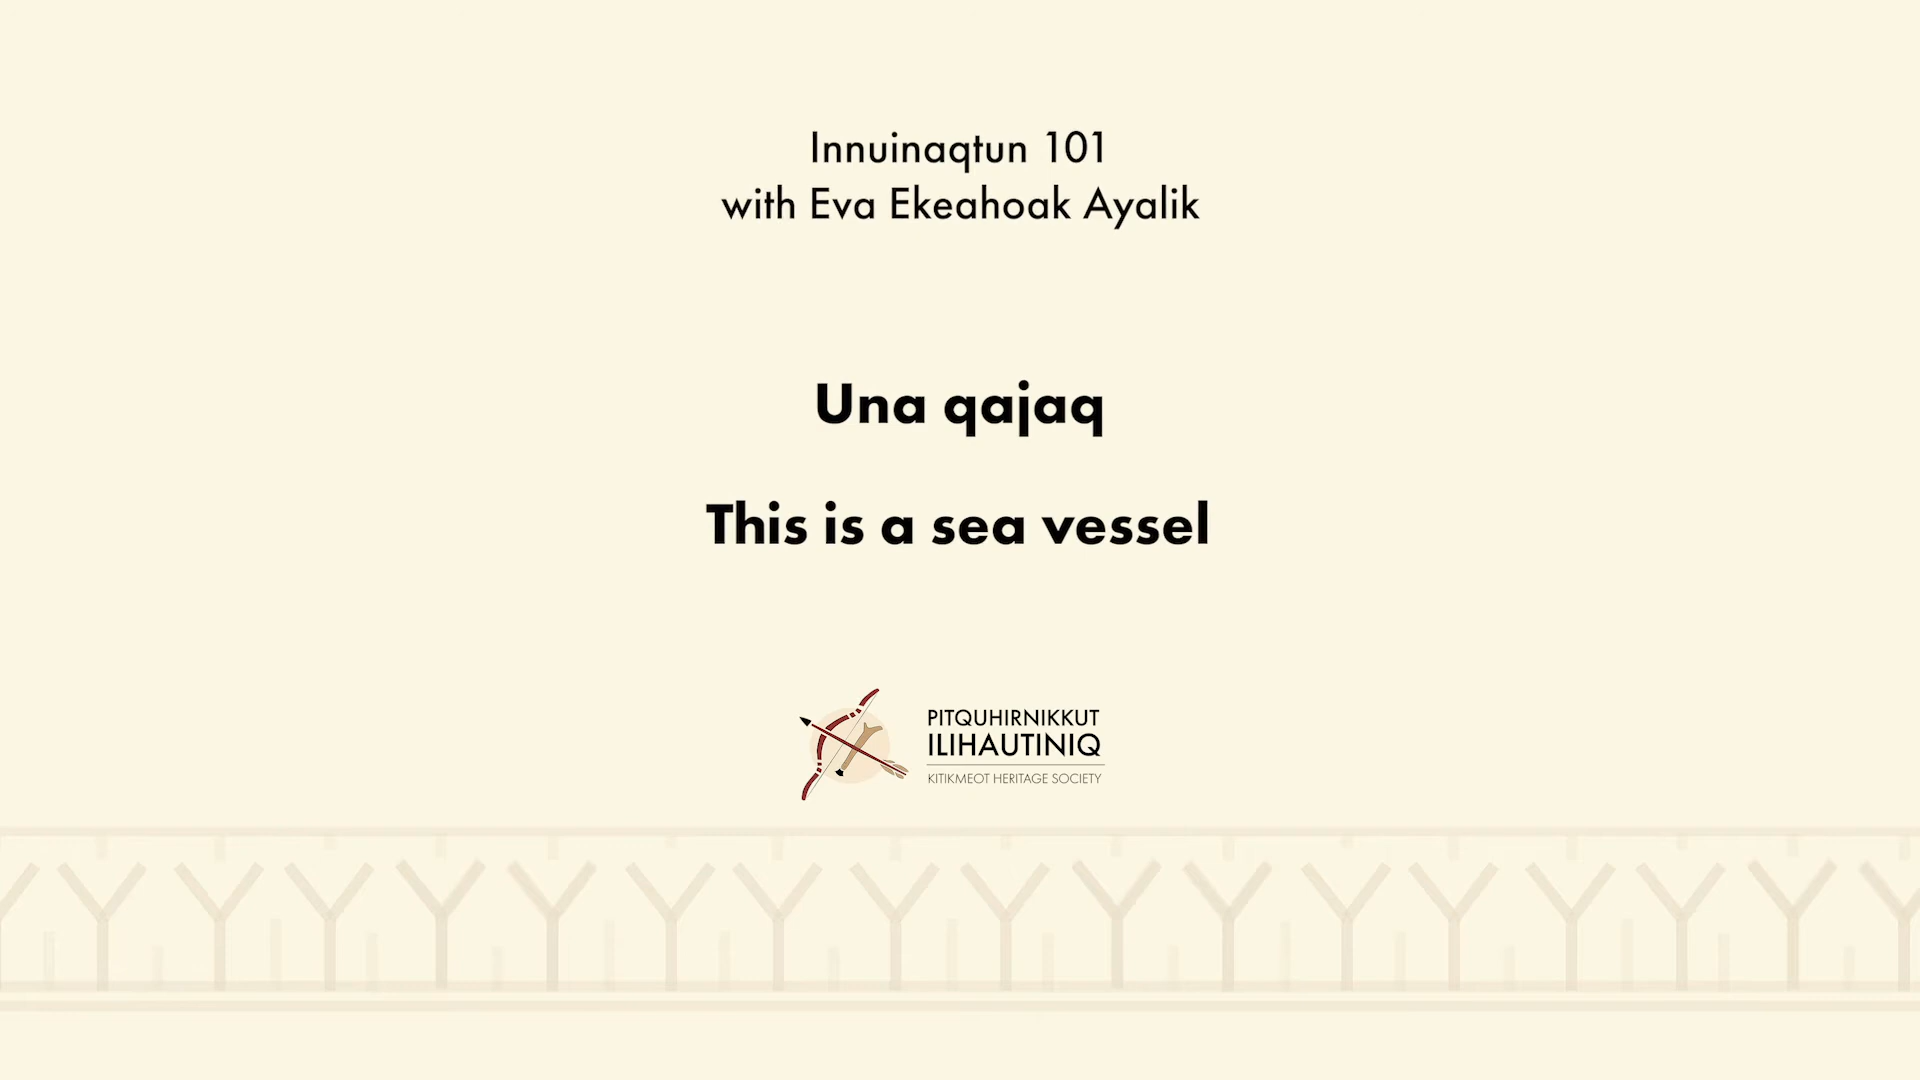 Innuinaqtun 101
with Eva Ekeahoak Ayalik
Una qajaq
This is a sea vessel
PITQUHIRNIKKUT
ILIHAUTINIQ
KITIKMEOT HERITAGE SOCIETY